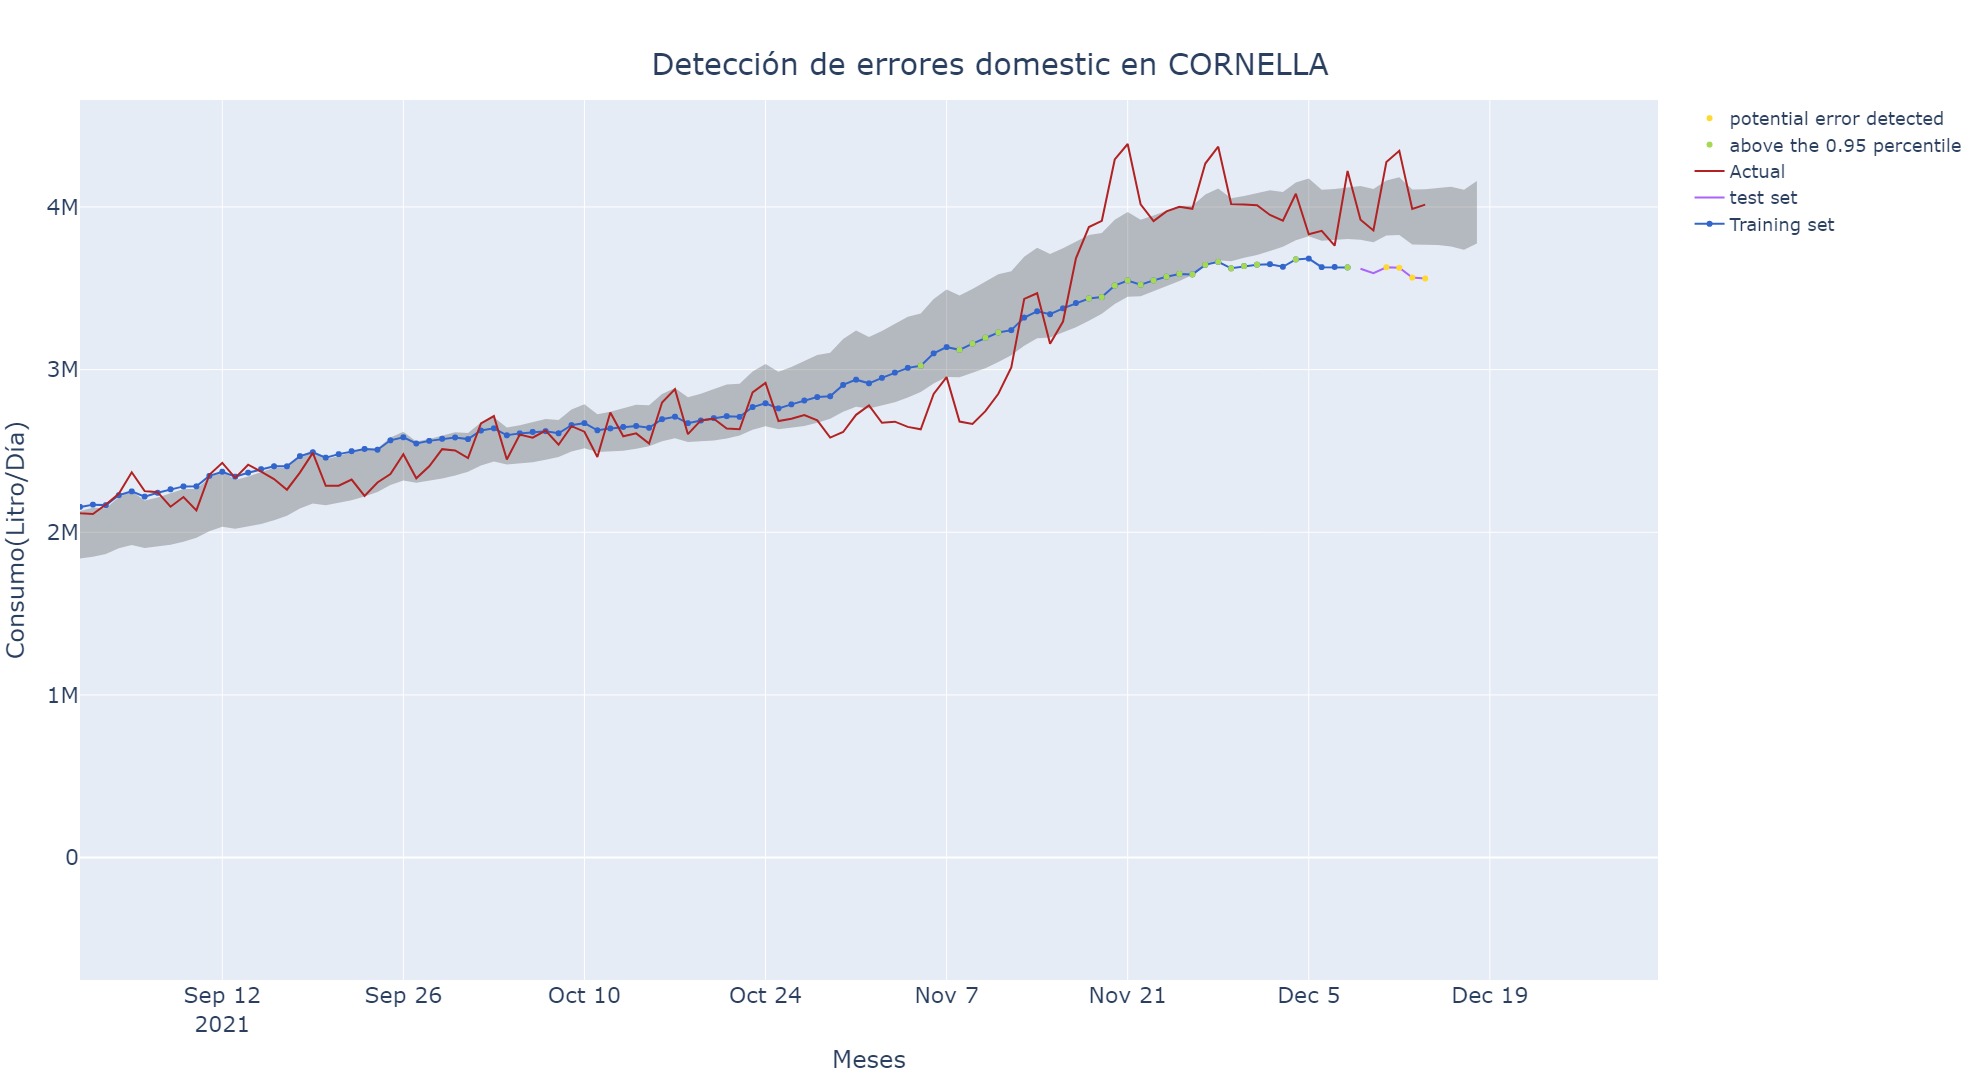 Detección de errores domestic en CORNELLA
potential error detected
above the 0.95 percentile
Actual
test set
Training set
Consumo(Litro/Día)
4M
3M
2M
1M
0
Sep 12
2021
Sep 26
Oct 10
Oct 24
Nov 7
Nov 21
Dec 5
Dec 19
Meses